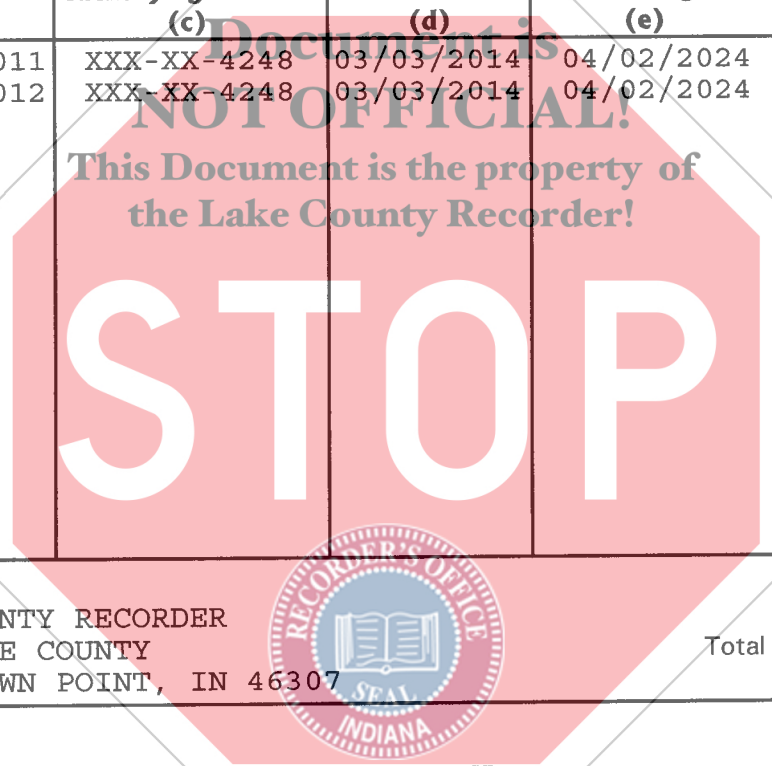 (c) (d) (e)
011 XXX-XX-4248 03/03/2014 04/02/2024
012 XXX-XX-4248 03/03/2014 04/02/2024
Document is
NOT OFFICIAL!
This Document is the property of
the Lake County Recorder!
STOP
RECORDER'S OFFICE
SEAL
INDIANA
NTY RECORDER
E COUNTY
WN POINT, IN 46307
Total